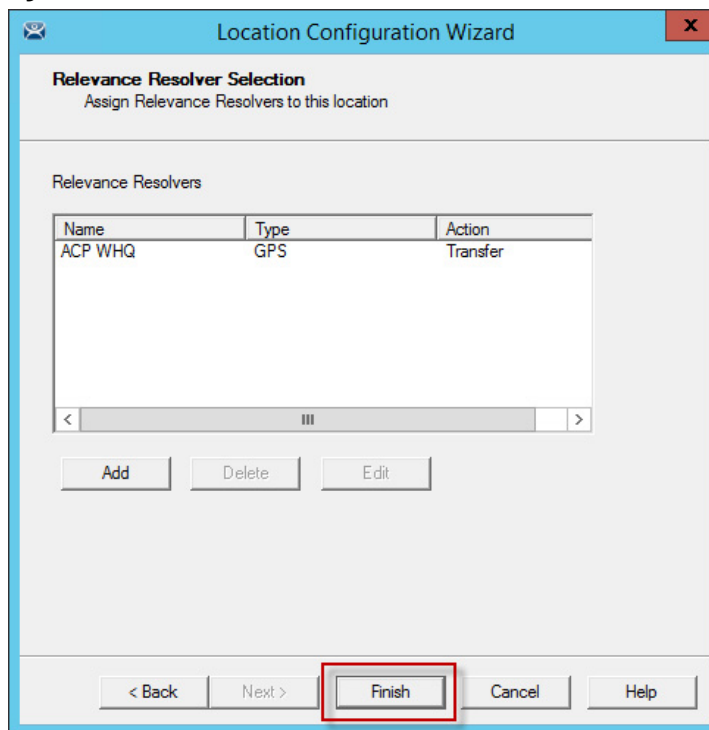 Location Configuration Wizard
x
Relevance Resolver Selection
Assign Relevance Resolvers to this location
Relevance Resolvers
Name Type Action
ACP WHQ GPS Transfer
< III >
Add Delete Edit
< Back Next > Finish Cancel Help